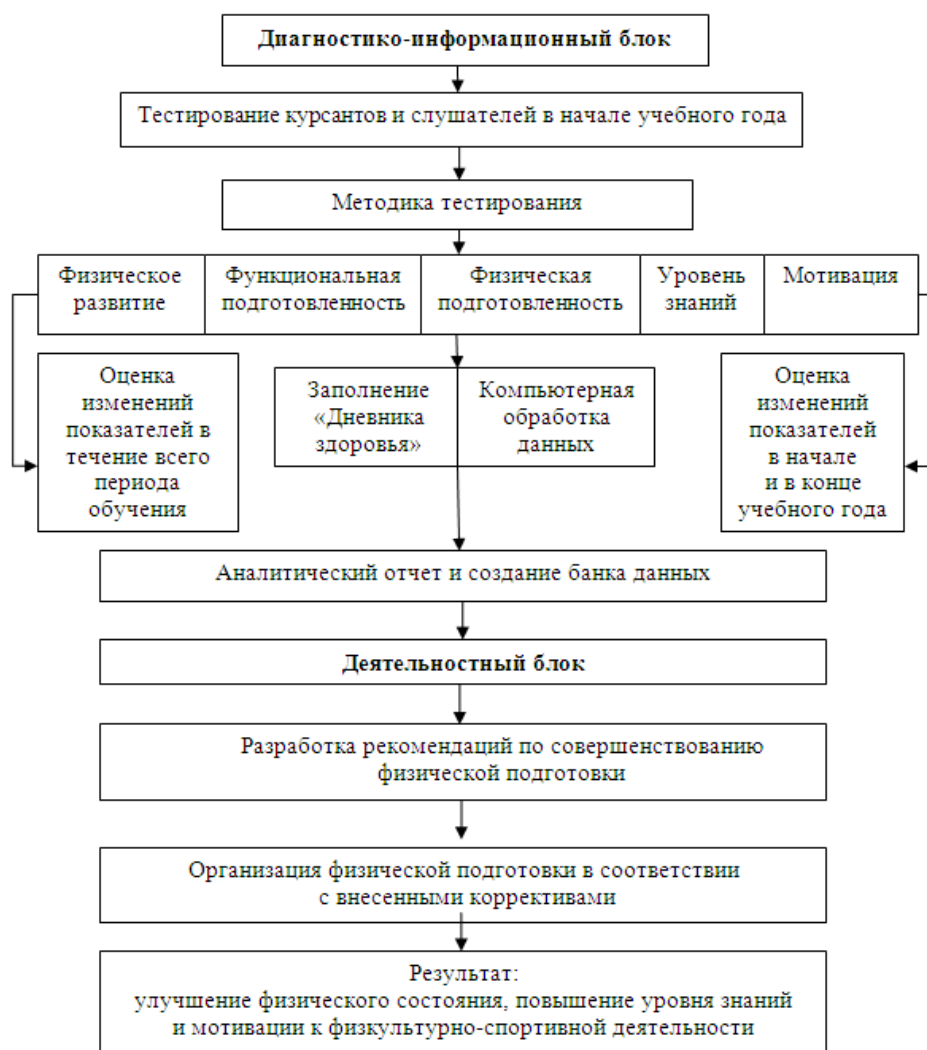 Диагностико-информационный блок
Тестирование курсантов и слушателей в начале учебного года
Методика тестирования
Физическое
развитие
Функциональная
подготовленность
Физическая
подготовленность
Уровень
знаний
Мотивация
Оценка
изменений
показателей в
течение всего
периода
обучения
Заполнение
«Дневника
здоровья»
Компьютерная
обработка
данных
Оценка
изменений
показателей
в начале
и в конце
учебного года
Аналитический отчет и создание банка данных
Деятельностный блок
Разработка рекомендаций по совершенствованию
физической подготовки
Организация физической подготовки в соответствии
с внесенными коррективами
Результат:
улучшение физического состояния, повышение уровня знаний
и мотивации к физкультурно-спортивной деятельности